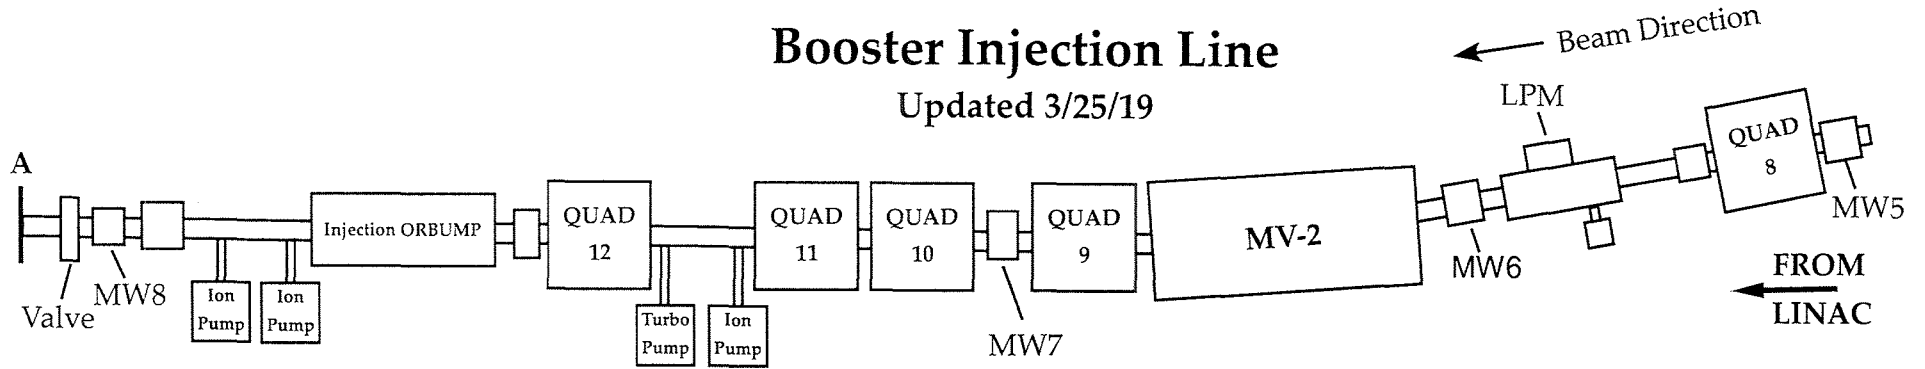 Booster Injection Line
Updated 3/25/19
Beam Direction
LPM
A
QUAD
8
MW5
QUAD
12
QUAD
11
QUAD
10
QUAD
9
MV-2
Injection ORBUMP
MW6
FROM
LINAC
MW8
Valve
Ion
Pump
Ion
Pump
Turbo
Pump
Ion
Pump
MW7